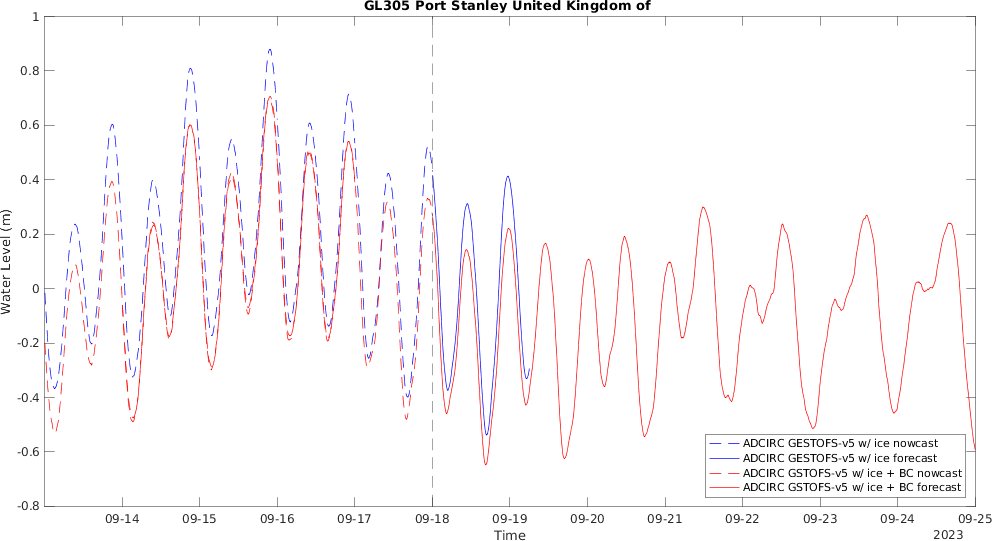 GL305 Port Stanley United Kingdom of
1
0.8
0.6
0.4
0.2
0
-0.2
-0.4
-0.6
-0.8
Water Level (m)
ADCIRC GESTOFS-v5 w/ ice nowcast
ADCIRC GESTOFS-v5 w/ ice forecast
ADCIRC GSTOFS-v5 w/ ice + BC nowcast
ADCIRC GSTOFS-v5 w/ ice + BC forecast
09-14 09-15 09-16 09-17 09-18 09-19 09-20 09-21 09-22 09-23 09-24 09-25
Time
2023